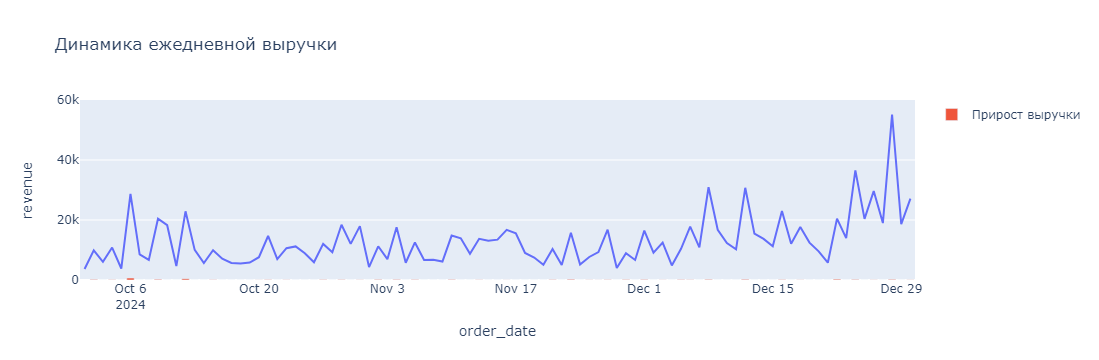 Динамика ежедневной выручки
60k
40k
20k
0
revenue
Oct 6
2024
Oct 20
Nov 3
Nov 17
Dec 1
Dec 15
Dec 29
order_date
Прирост выручки